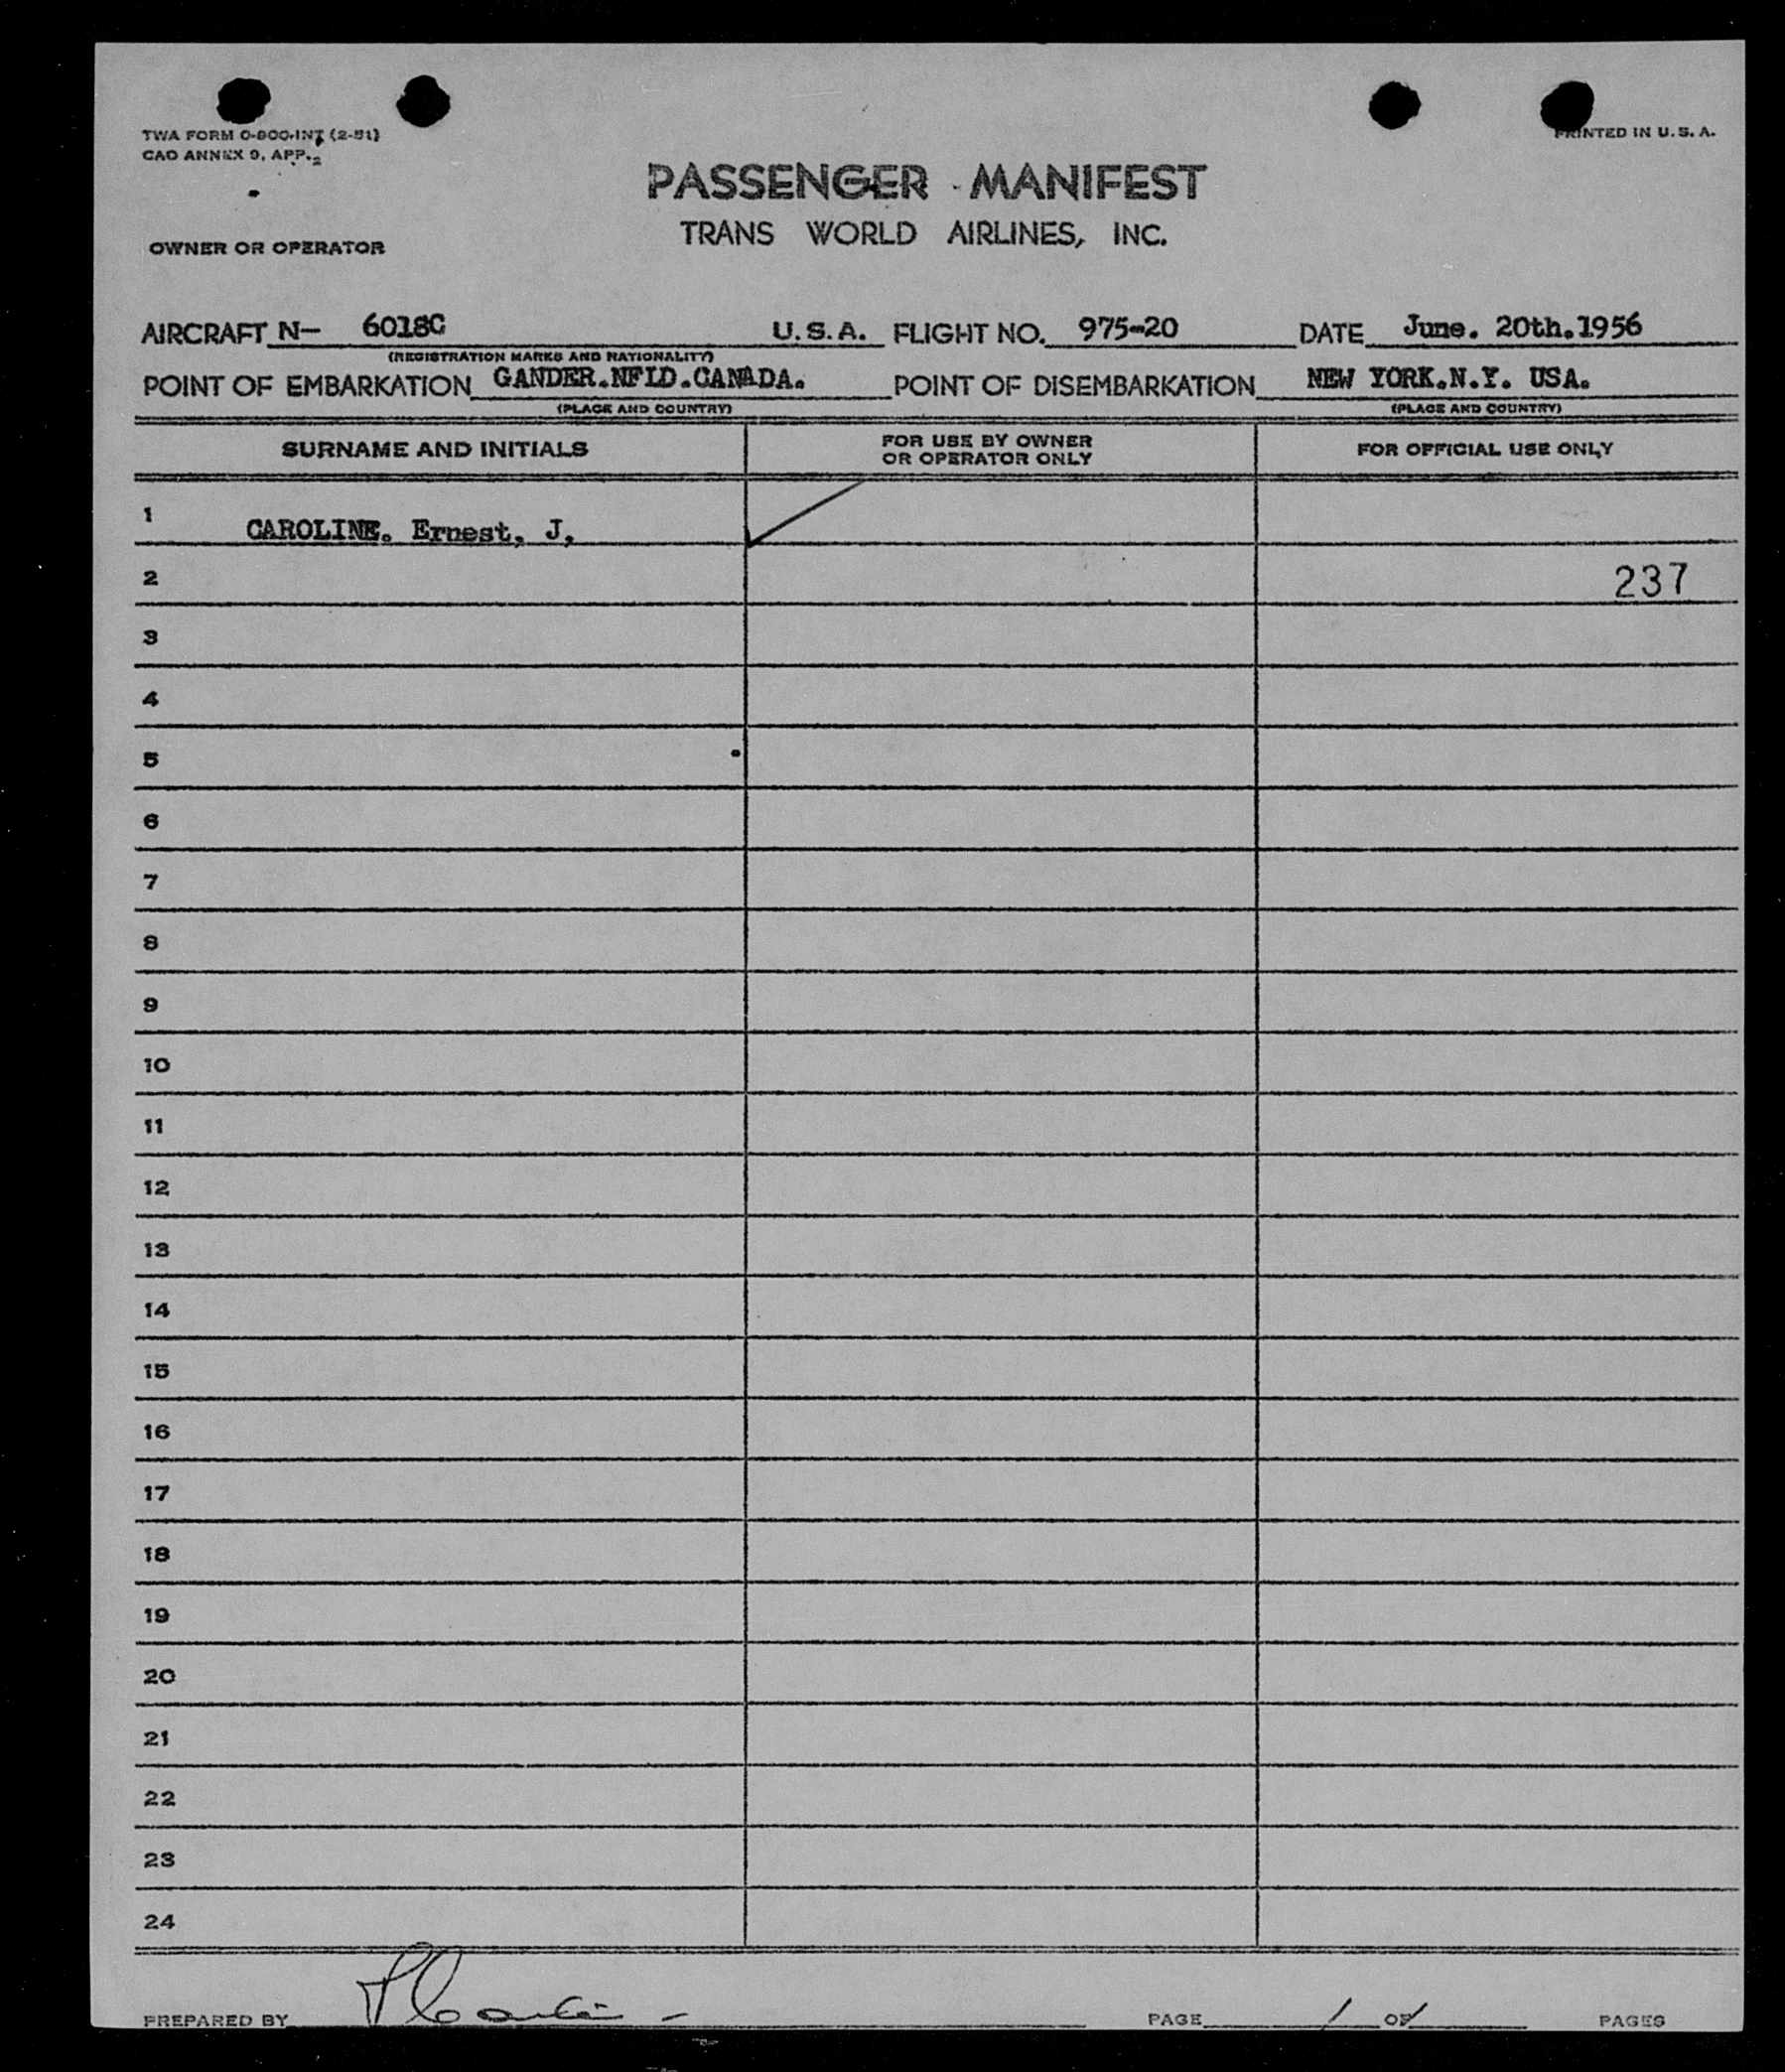 TWA FORM O-800-INT (2-51)
CAO ANNEX 9, APP. 2
PRINTED IN U. S. A.
PASSENGER MANIFEST
TRANS WORLD AIRLINES, INC.
OWNER OR OPERATOR
AIRCRAFT N- 6018C U.S.A. FLIGHT NO. 975-20 DATE June. 20th.1956
(REGISTRATION MARKS AND NATIONALITY)
POINT OF EMBARKATION GANDER.NFLD.CANADA. POINT OF DISEMBARKATION NEW YORK.N.Y. USA.
(PLACE AND COUNTRY) (PLACE AND COUNTRY)
SURNAME AND INITIALS FOR USE BY OWNER OR OPERATOR ONLY FOR OFFICIAL USE ONLY
1 CAROLINE. Ernest, J,
2 237
3
4
5
6
7
8
9
10
11
12
13
14
15
16
17
18
19
20
21
22
23
24
PREPARED BY PAGE 1 OF 1 PAGES